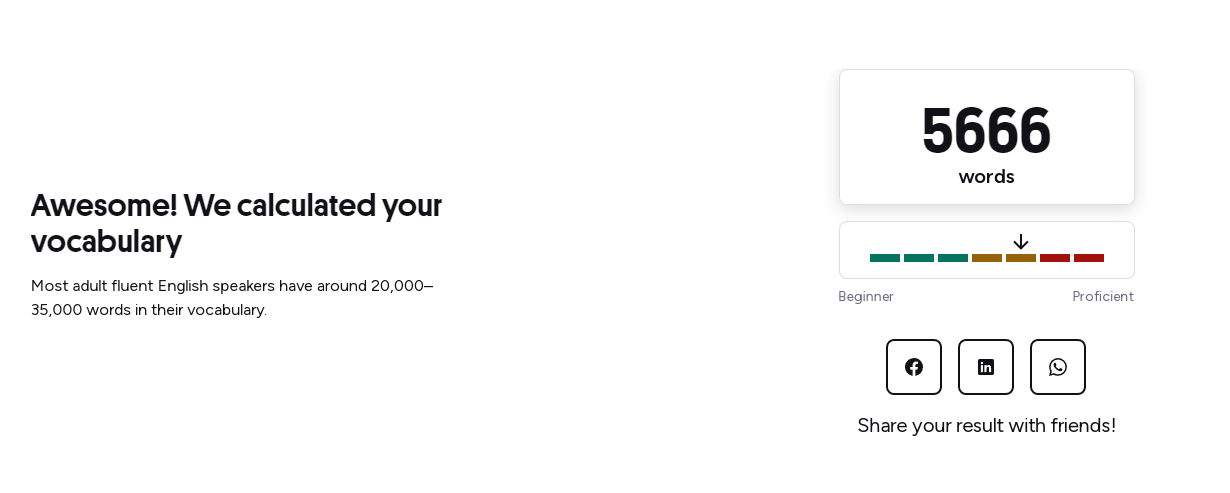 Awesome! We calculated your
vocabulary
Most adult fluent English speakers have around 20,000–
35,000 words in their vocabulary.
5666
words
Beginner Proficient
Share your result with friends!